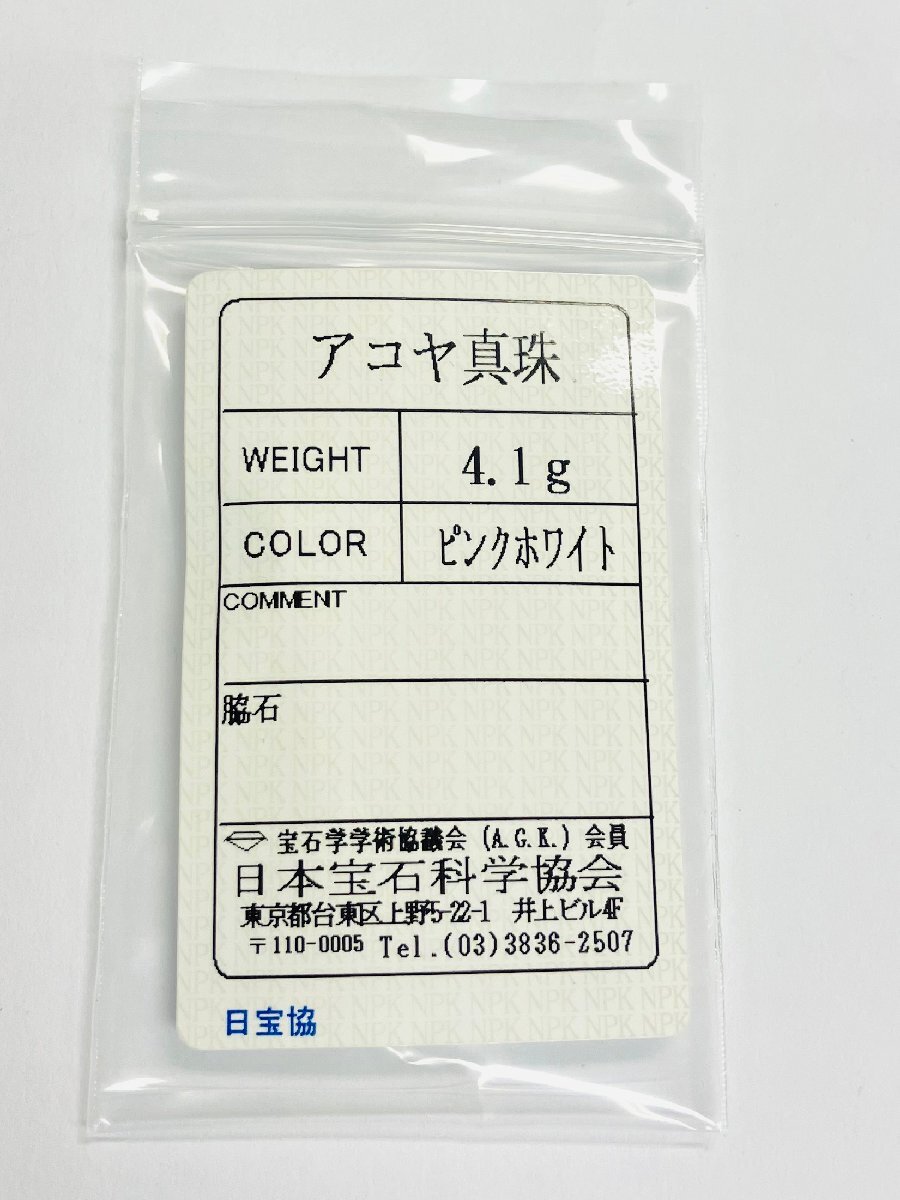 アコヤ真珠
WEIGHT 4.1g
COLOR ピンクホワイト
COMMENT
脇石
宝石学学術協議会(A.G.K.)会員
日本宝石科学協会
東京都台東区上野5-22-1 井上ビル4F
〒110-0005 Tel.(03)3836-2507
日宝協